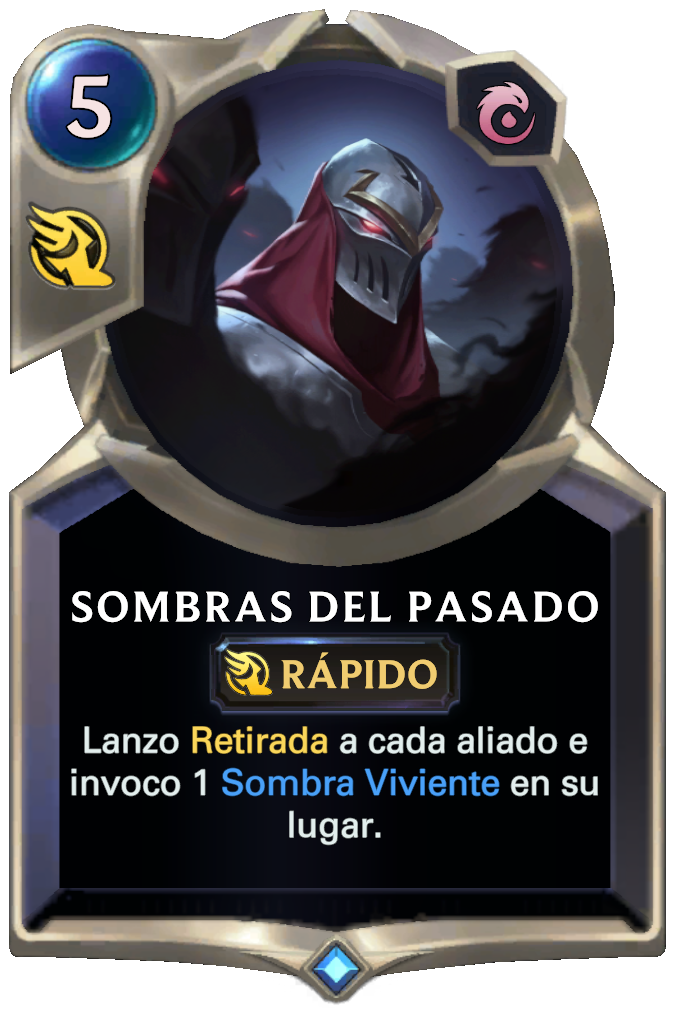 5
SOMBRAS DEL PASADO
RÁPIDO
Lanzo Retirada a cada aliado e
invoco 1 Sombra Viviente en su
lugar.